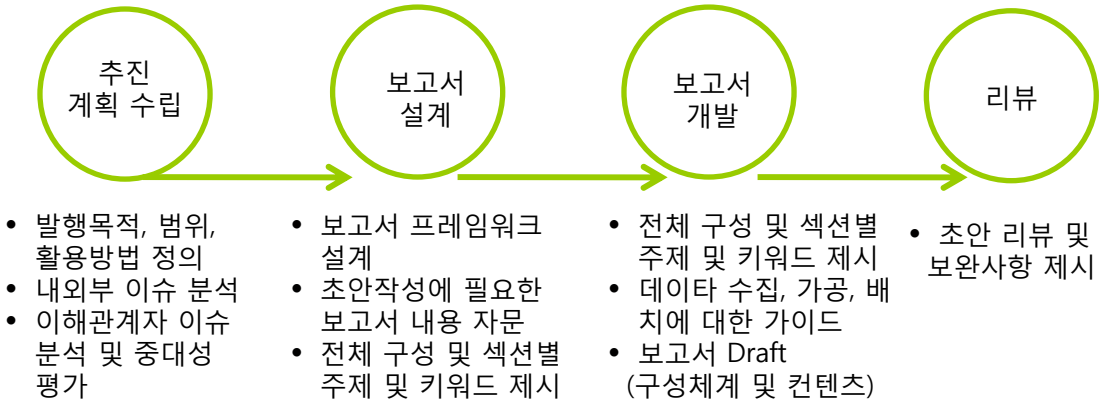 추진
계획 수립
보고서
설계
보고서
개발
리뷰
• 발행목적, 범위,
활용방법 정의
• 내외부 이슈 분석
• 이해관계자 이슈
분석 및 중대성
평가
• 보고서 프레임워크
설계
• 초안작성에 필요한
보고서 내용 자문
• 전체 구성 및 섹션별
주제 및 키워드 제시
• 전체 구성 및 섹션별
주제 및 키워드 제시
• 데이타 수집, 가공, 배
치에 대한 가이드
• 보고서 Draft
(구성체계 및 컨텐츠)
• 초안 리뷰 및
보완사항 제시